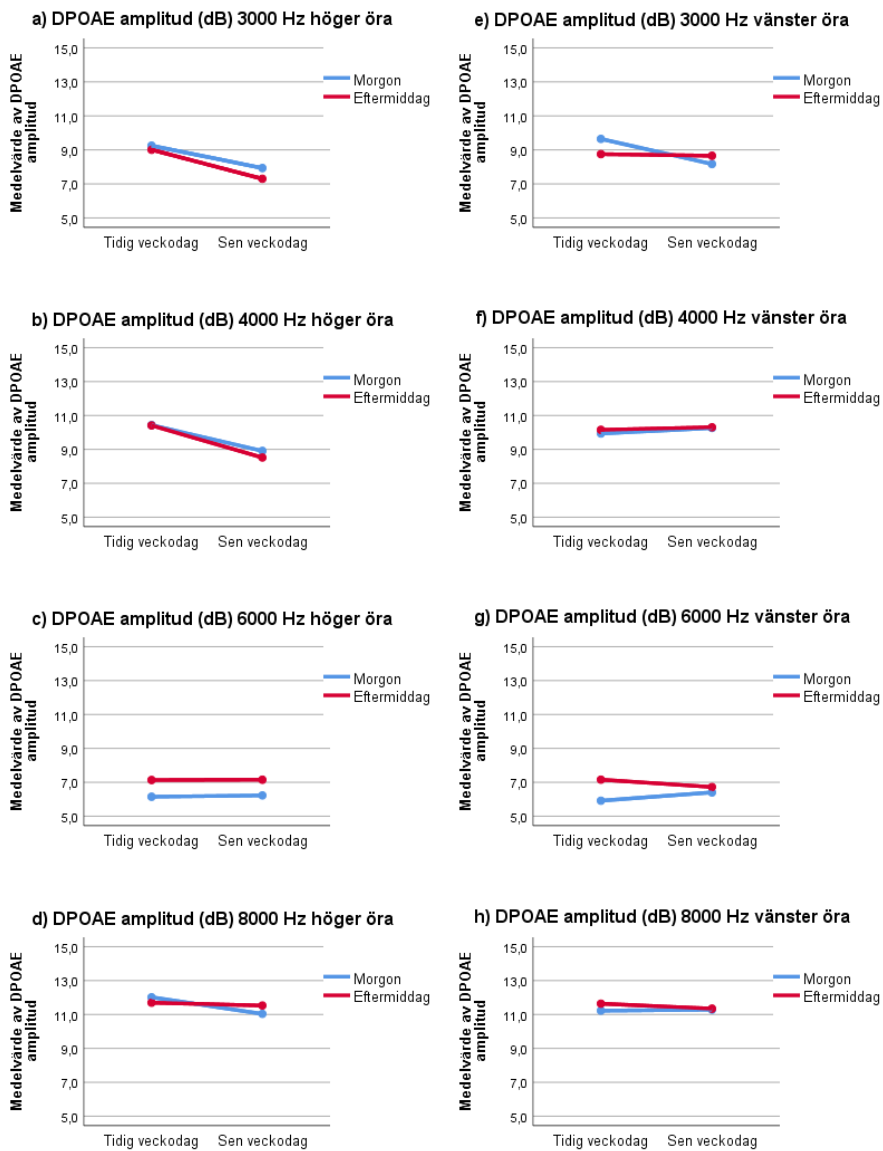 a) DPOAE amplitud (dB) 3000 Hz höger öra
Medelvärde av DPOAE
amplitud
15,0
13,0
11,0
9,0
7,0
5,0
Morgon
Eftermiddag
Tidig veckodag Sen veckodag
e) DPOAE amplitud (dB) 3000 Hz vänster öra
Medelvärde av DPOAE
amplitud
15,0
13,0
11,0
9,0
7,0
5,0
Morgon
Eftermiddag
Tidig veckodag Sen veckodag
b) DPOAE amplitud (dB) 4000 Hz höger öra
Medelvärde av DPOAE
amplitud
15,0
13,0
11,0
9,0
7,0
5,0
Morgon
Eftermiddag
Tidig veckodag Sen veckodag
f) DPOAE amplitud (dB) 4000 Hz vänster öra
Medelvärde av DPOAE
amplitud
15,0
13,0
11,0
9,0
7,0
5,0
Morgon
Eftermiddag
Tidig veckodag Sen veckodag
c) DPOAE amplitud (dB) 6000 Hz höger öra
Medelvärde av DPOAE
amplitud
15,0
13,0
11,0
9,0
7,0
5,0
Morgon
Eftermiddag
Tidig veckodag Sen veckodag
g) DPOAE amplitud (dB) 6000 Hz vänster öra
Medelvärde av DPOAE
amplitud
15,0
13,0
11,0
9,0
7,0
5,0
Morgon
Eftermiddag
Tidig veckodag Sen veckodag
d) DPOAE amplitud (dB) 8000 Hz höger öra
Medelvärde av DPOAE
amplitud
15,0
13,0
11,0
9,0
7,0
5,0
Morgon
Eftermiddag
Tidig veckodag Sen veckodag
h) DPOAE amplitud (dB) 8000 Hz vänster öra
Medelvärde av DPOAE
amplitud
15,0
13,0
11,0
9,0
7,0
5,0
Morgon
Eftermiddag
Tidig veckodag Sen veckodag